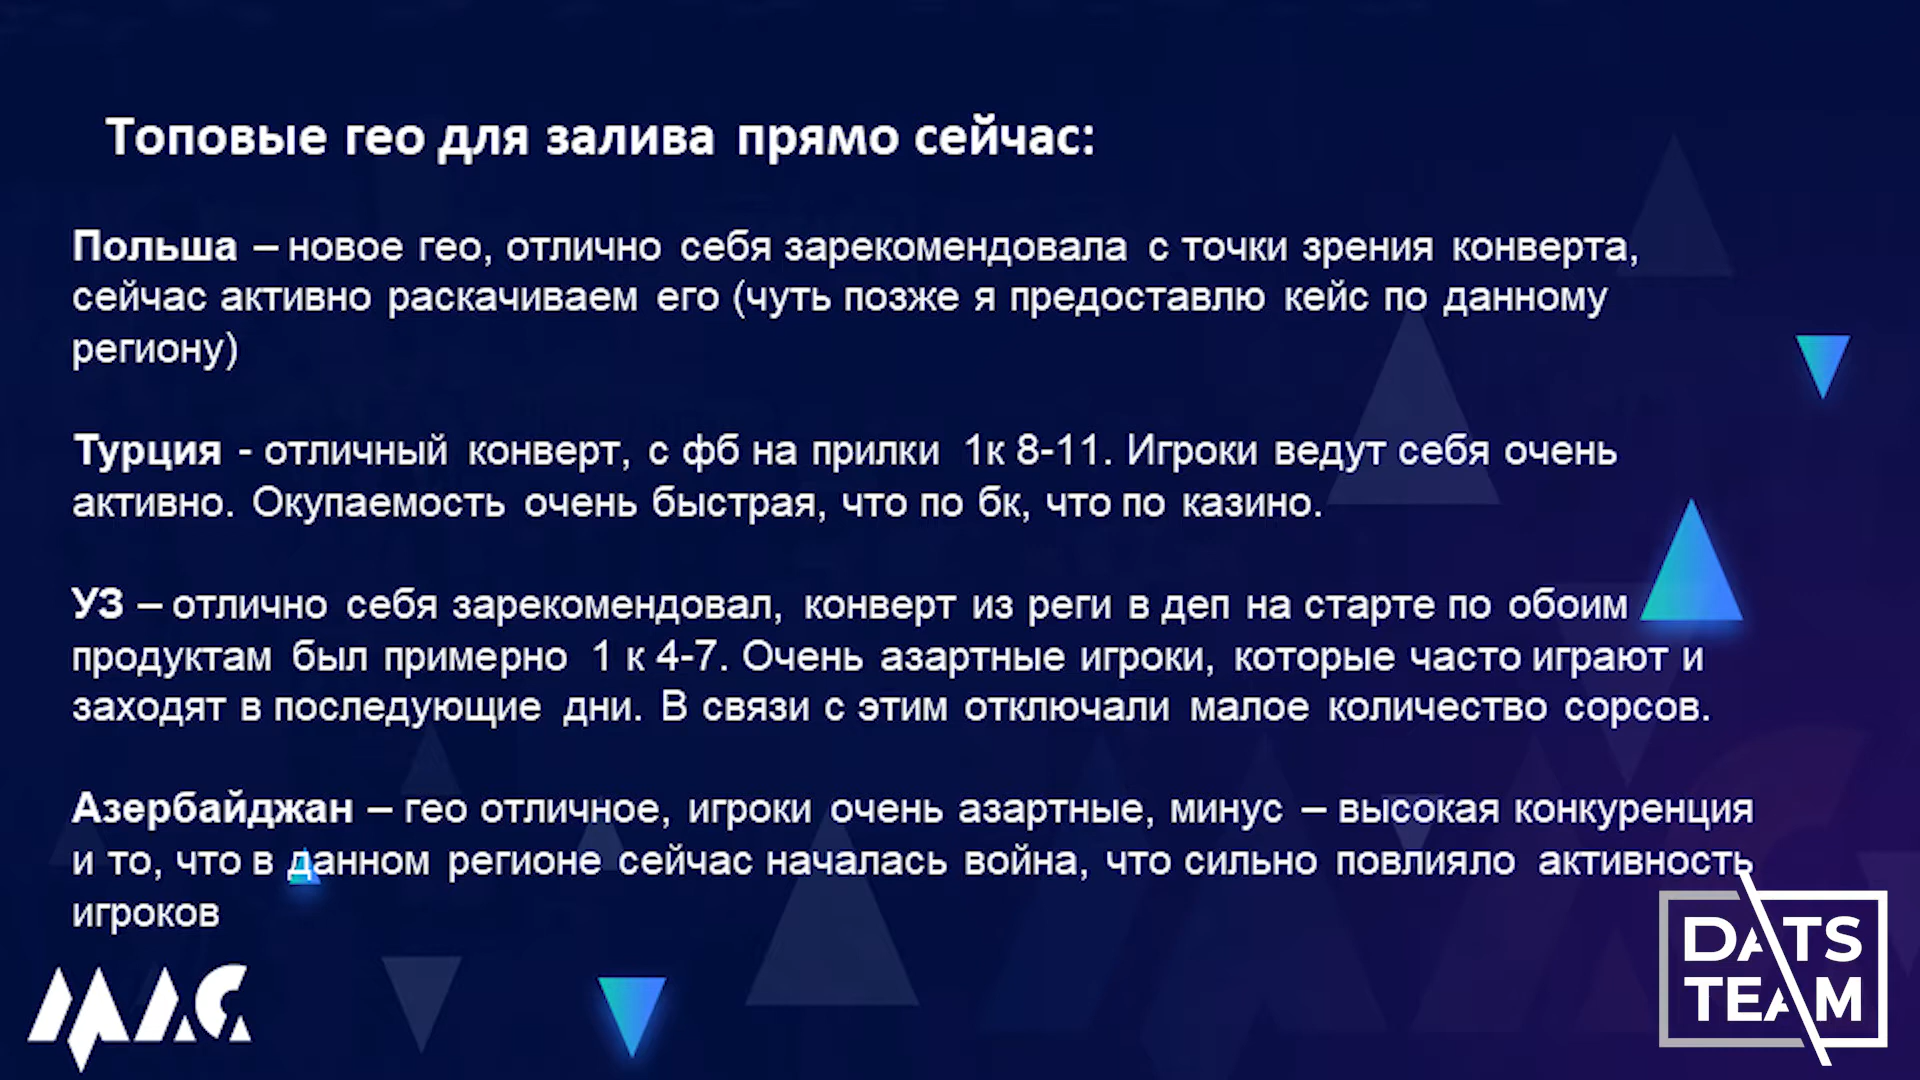 Топовые гео для залива прямо сейчас:
Польша – новое гео, отлично себя зарекомендовала с точки зрения конверта,
сейчас активно раскачиваем его (чуть позже я предоставлю кейс по данному
региону)
Турция - отличный конверт, с фб на прилки 1к 8-11. Игроки ведут себя очень
активно. Окупаемость очень быстрая, что по бк, что по казино.
УЗ – отлично себя зарекомендовал, конверт из реги в деп на старте по обоим
продуктам был примерно 1 к 4-7. Очень азартные игроки, которые часто играют и
заходят в последующие дни. В связи с этим отключали малое количество сорсов.
Азербайджан – гео отличное, игроки очень азартные, минус – высокая конкуренция
и то, что в данном регионе сейчас началась война, что сильно повлияло активность
игроков
DATS
TEAM